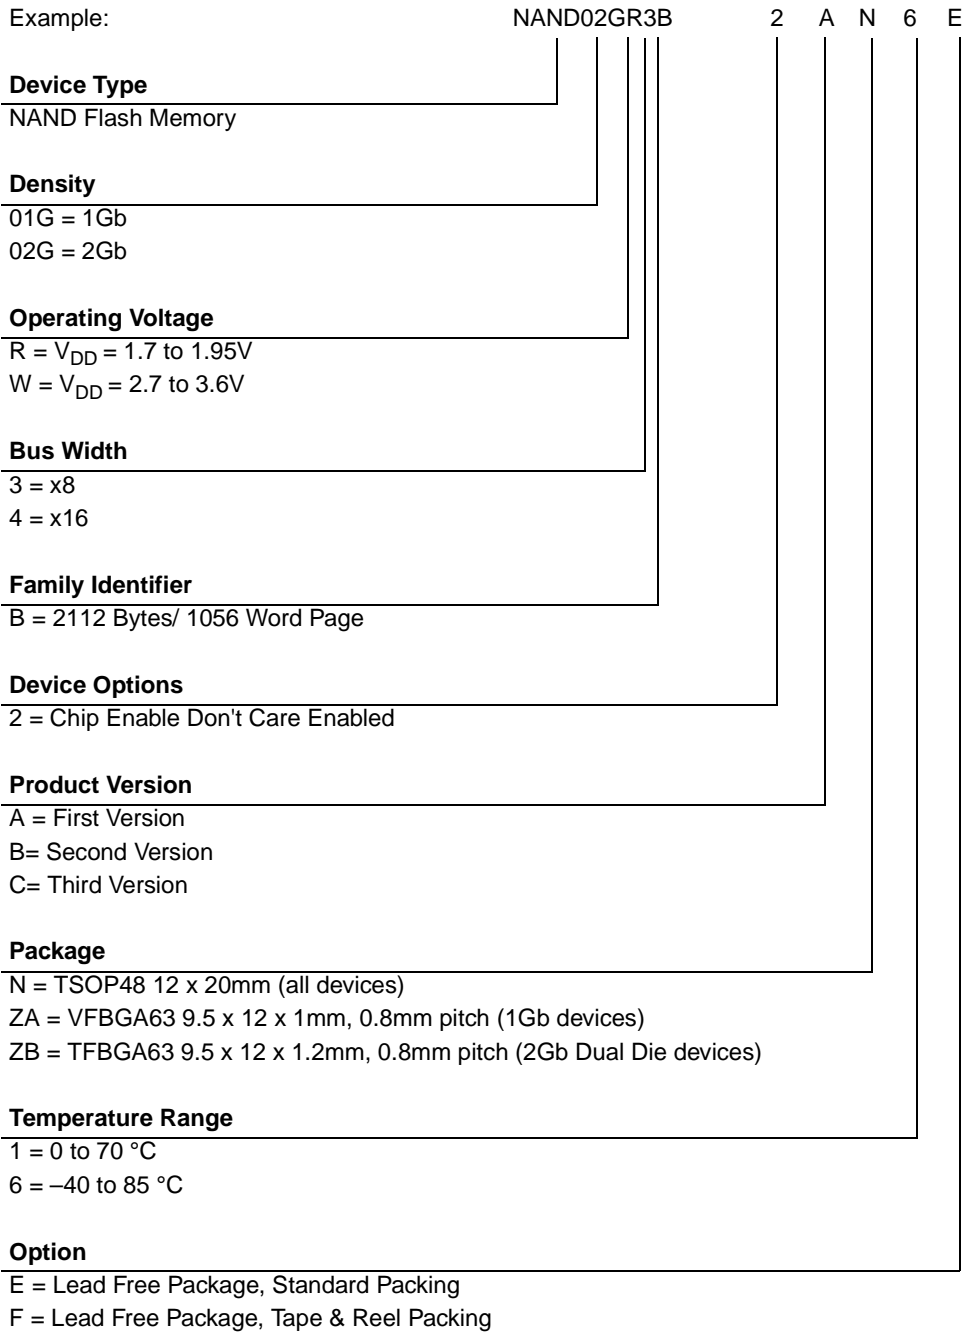 Example: NAND02GR3B 2 A N 6 E
Device Type
NAND Flash Memory
Density
01G = 1Gb
02G = 2Gb
Operating Voltage
R = VDD = 1.7 to 1.95V
W = VDD = 2.7 to 3.6V
Bus Width
3 = x8
4 = x16
Family Identifier
B = 2112 Bytes/ 1056 Word Page
Device Options
2 = Chip Enable Don't Care Enabled
Product Version
A = First Version
B= Second Version
C= Third Version
Package
N = TSOP48 12 x 20mm (all devices)
ZA = VFBGA63 9.5 x 12 x 1mm, 0.8mm pitch (1Gb devices)
ZB = TFBGA63 9.5 x 12 x 1.2mm, 0.8mm pitch (2Gb Dual Die devices)
Temperature Range
1 = 0 to 70 °C
6 = –40 to 85 °C
Option
E = Lead Free Package, Standard Packing
F = Lead Free Package, Tape & Reel Packing